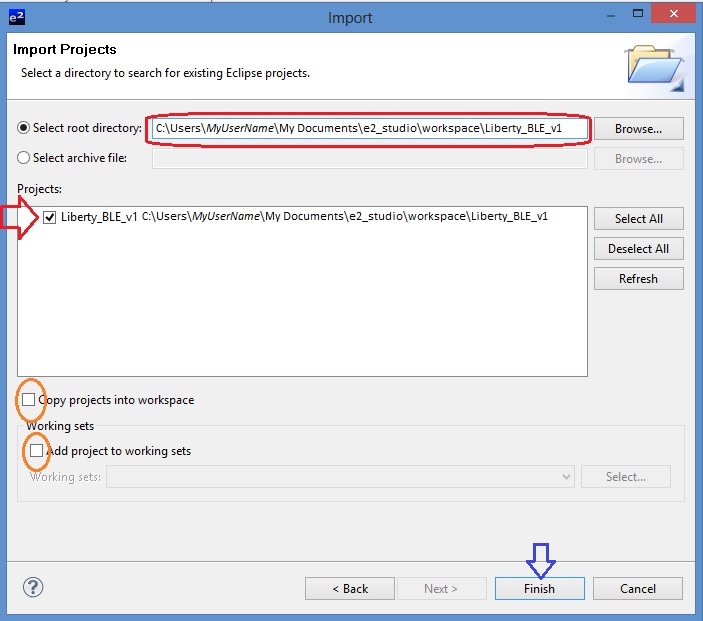 e²
Import
Import Projects
Select a directory to search for existing Eclipse projects.
Select root directory: C:\Users\MyUserName\My Documents\e2_studio\workspace\Liberty_BLE_v1 Browse...
Select archive file: Browse...
Projects:
Liberty_BLE_v1 C:\Users\MyUserName\My Documents\e2_studio\workspace\Liberty_BLE_v1 Select All
Deselect All
Refresh
Copy projects into workspace
Working sets
Add project to working sets
Working sets: Select...
? < Back Next > Finish Cancel